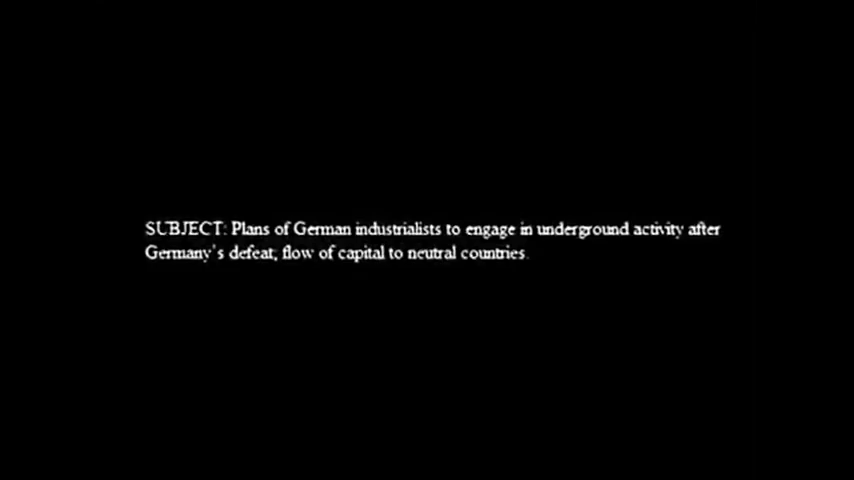 SUBJECT: Plans of German industrialists to engage in underground activity after
Germany's defeat; flow of capital to neutral countries.